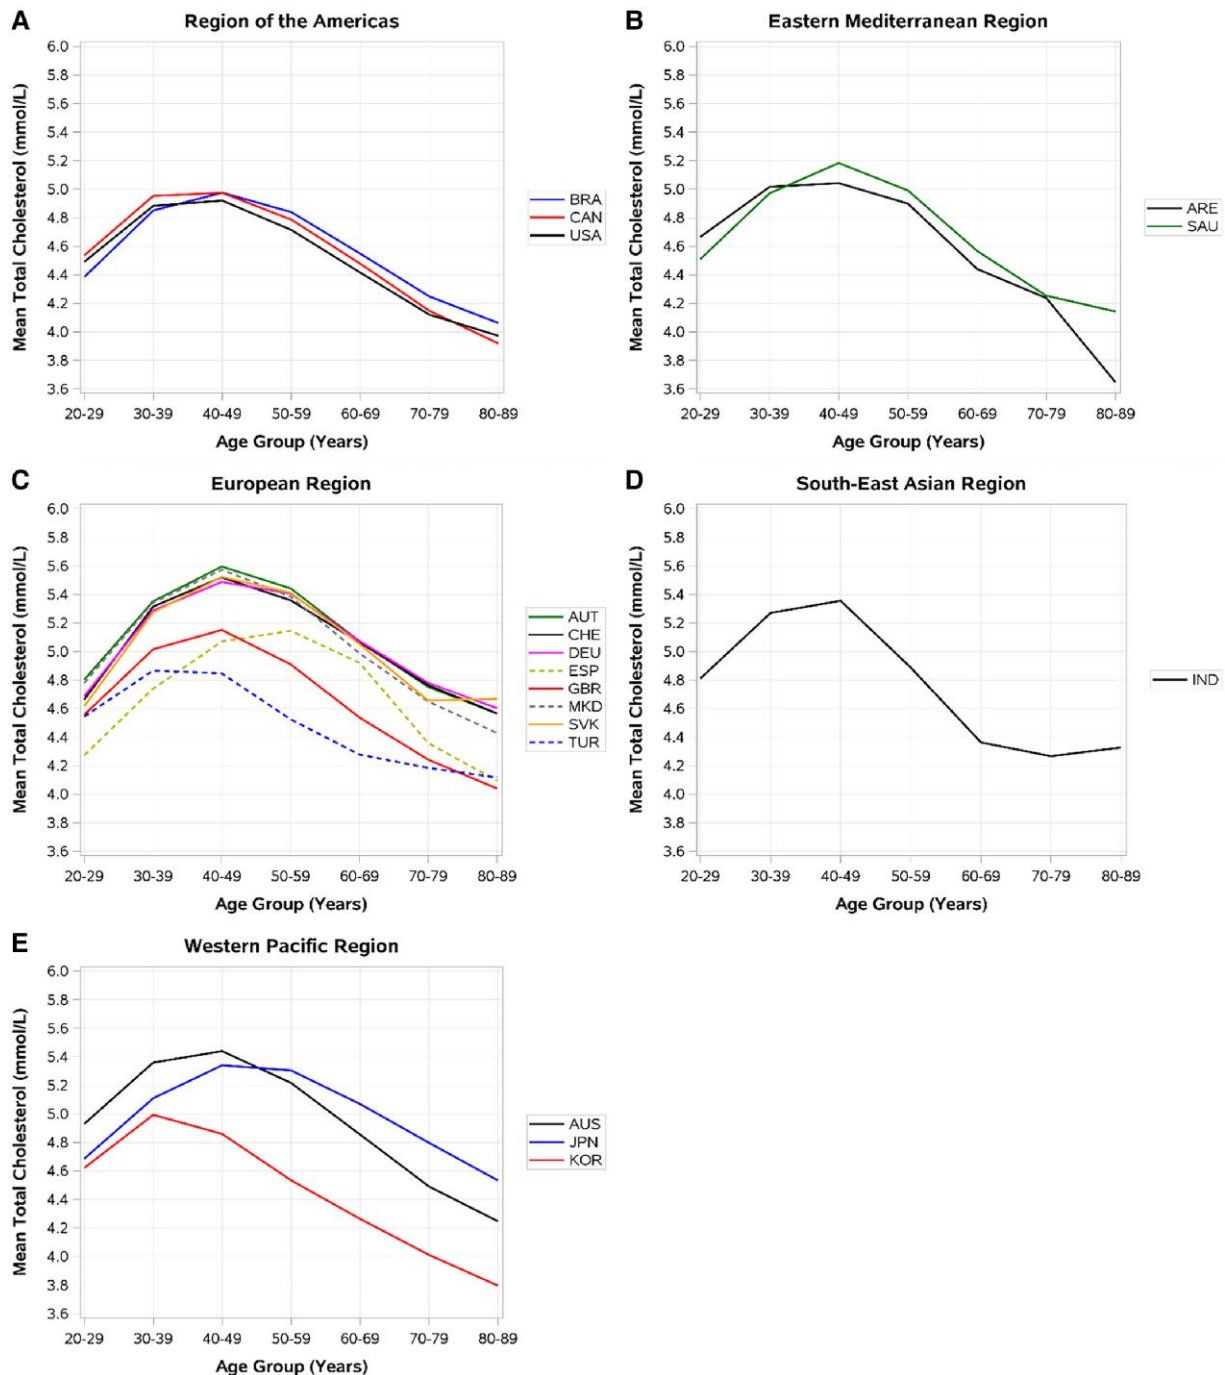 A
Region of the Americas
Mean Total Cholesterol (mmol/L)
6.0
5.8
5.6
5.4
5.2
5.0
4.8
4.6
4.4
4.2
4.0
3.8
3.6
20-29 30-39 40-49 50-59 60-69 70-79 80-89
Age Group (Years)
BRA
CAN
USA
B
Eastern Mediterranean Region
Mean Total Cholesterol (mmol/L)
6.0
5.8
5.6
5.4
5.2
5.0
4.8
4.6
4.4
4.2
4.0
3.8
3.6
20-29 30-39 40-49 50-59 60-69 70-79 80-89
Age Group (Years)
ARE
SAU
C
European Region
Mean Total Cholesterol (mmol/L)
6.0
5.8
5.6
5.4
5.2
5.0
4.8
4.6
4.4
4.2
4.0
3.8
3.6
20-29 30-39 40-49 50-59 60-69 70-79 80-89
Age Group (Years)
AUT
CHE
DEU
ESP
GBR
MKD
SVK
TUR
D
South-East Asian Region
Mean Total Cholesterol (mmol/L)
6.0
5.8
5.6
5.4
5.2
5.0
4.8
4.6
4.4
4.2
4.0
3.8
3.6
20-29 30-39 40-49 50-59 60-69 70-79 80-89
Age Group (Years)
IND
E
Western Pacific Region
Mean Total Cholesterol (mmol/L)
6.0
5.8
5.6
5.4
5.2
5.0
4.8
4.6
4.4
4.2
4.0
3.8
3.6
20-29 30-39 40-49 50-59 60-69 70-79 80-89
Age Group (Years)
AUS
JPN
KOR